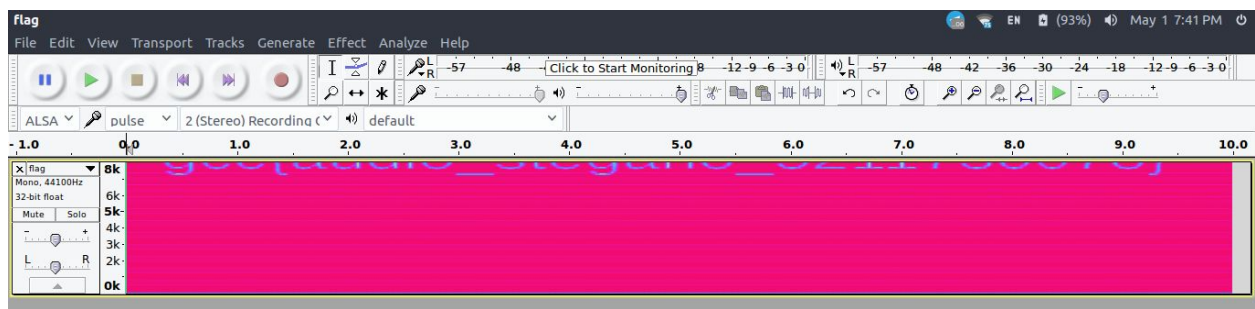 flag EN (93%) May 1 7:41 PM
File Edit View Transport Tracks Generate Effect Analyze Help
L R -57 -48 Click to Start Monitoring -12 -9 -6 -3 0 L R -57 -48 -42 -36 -30 -24 -18 -12 -9 -6 -3 0
- + - + - +
ALSA pulse 2 (Stereo) Recording default
- 1.0 0.0 1.0 2.0 3.0 4.0 5.0 6.0 7.0 8.0 9.0 10.0
x flag 8k
Mono, 44100Hz
32-bit float 6k
Mute Solo 5k
- + 4k
3k
L R 2k
0k